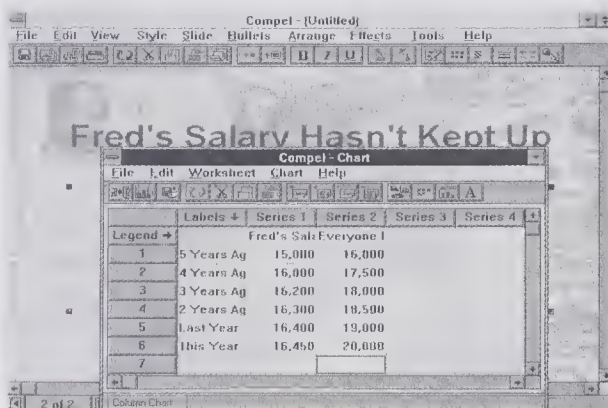 Compel - [Untitled]
File Edit View Style Slide Bullets Arrange Effects Tools Help
B I U
Fred's Salary Hasn't Kept Up
Compel - Chart
File Edit Worksheet Chart Help
A
Labels ↓ Series 1 Series 2 Series 3 Series 4
Legend → Fred's Sal Everyone
1 5 Years Ag 15,000 16,000
2 4 Years Ag 16,000 17,500
3 3 Years Ag 16,200 18,000
4 2 Years Ag 16,300 18,500
5 Last Year 16,400 19,000
6 This Year 16,450 20,000
7
2 of 2 Column Chart